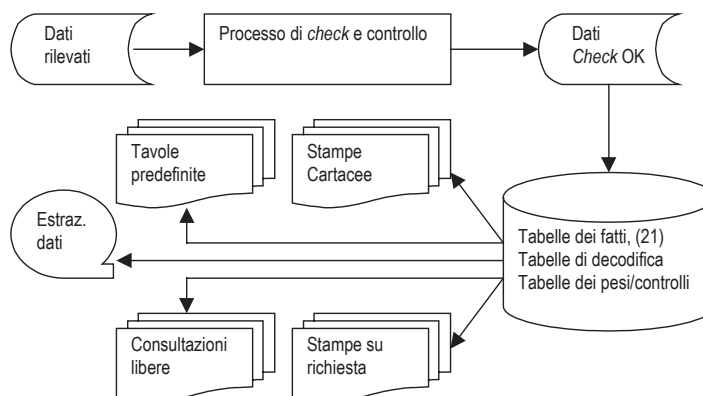 Dati
rilevati
Processo di check e controllo
Dati
Check OK
Tavole
predefinite
Stampe
Cartacee
Estraz.
dati
Tabelle dei fatti, (21)
Tabelle di decodifica
Tabelle dei pesi/controlli
Consultazioni
libere
Stampe su
richiesta